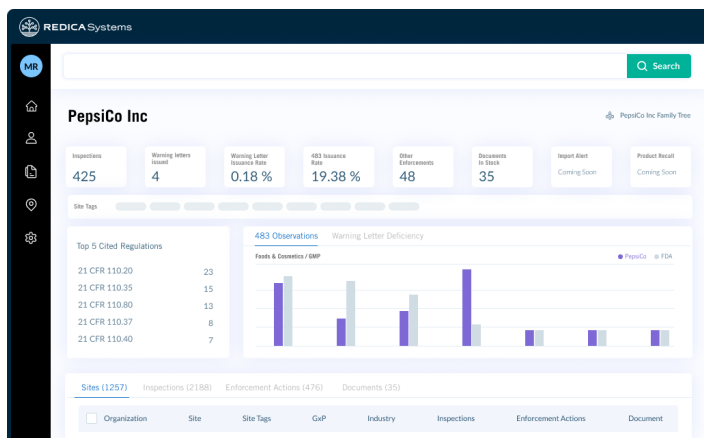 REDICA Systems
MR
Search
PepsiCo Inc
PepsiCo Inc Family Tree
Inspections
425
Warning letters
issued
4
Warning Letter
Issuance Rate
0.18 %
483 Issuance
Rate
19.38 %
Other
Enforcements
48
Documents
In Stock
35
Import Alert
Coming Soon
Product Recall
Coming Soon
Site Tags
Top 5 Cited Regulations
21 CFR 110.20 23
21 CFR 110.35 15
21 CFR 110.80 13
21 CFR 110.37 8
21 CFR 110.40 7
483 Observations Warning Letter Deficiency
Foods & Cosmetics / GMP
PepsiCo FDA
Sites (1257) Inspections (2188) Enforcement Actions (476) Documents (35)
Organization Site Site Tags GxP Industry Inspections Enforcement Actions Document